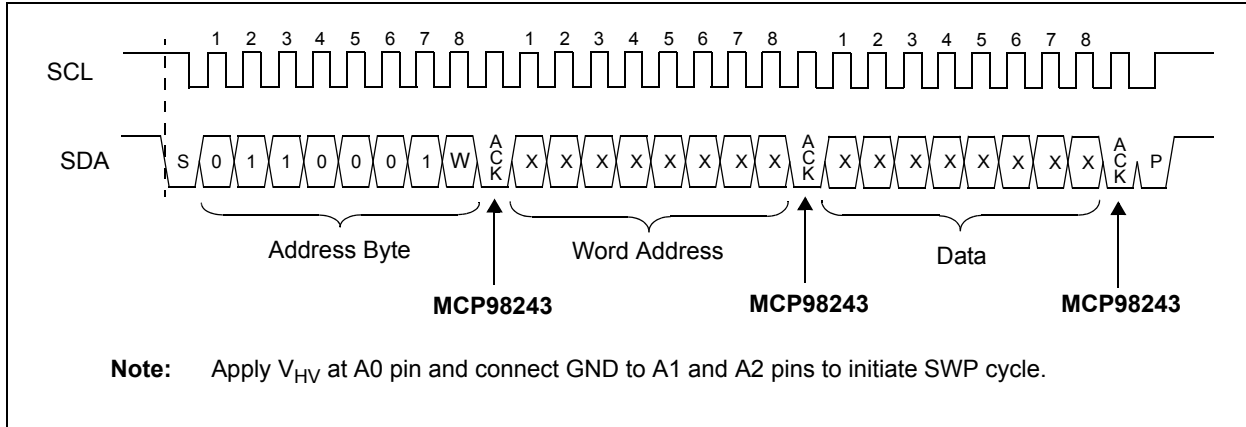 1 2 3 4 5 6 7 8 1 2 3 4 5 6 7 8 1 2 3 4 5 6 7 8
SCL
SDA S 0 1 1 0 0 0 1 W ACK X X X X X X X X ACK X X X X X X X X ACK P
Address Byte Word Address Data
MCP98243 MCP98243 MCP98243
Note: Apply VHV at A0 pin and connect GND to A1 and A2 pins to initiate SWP cycle.